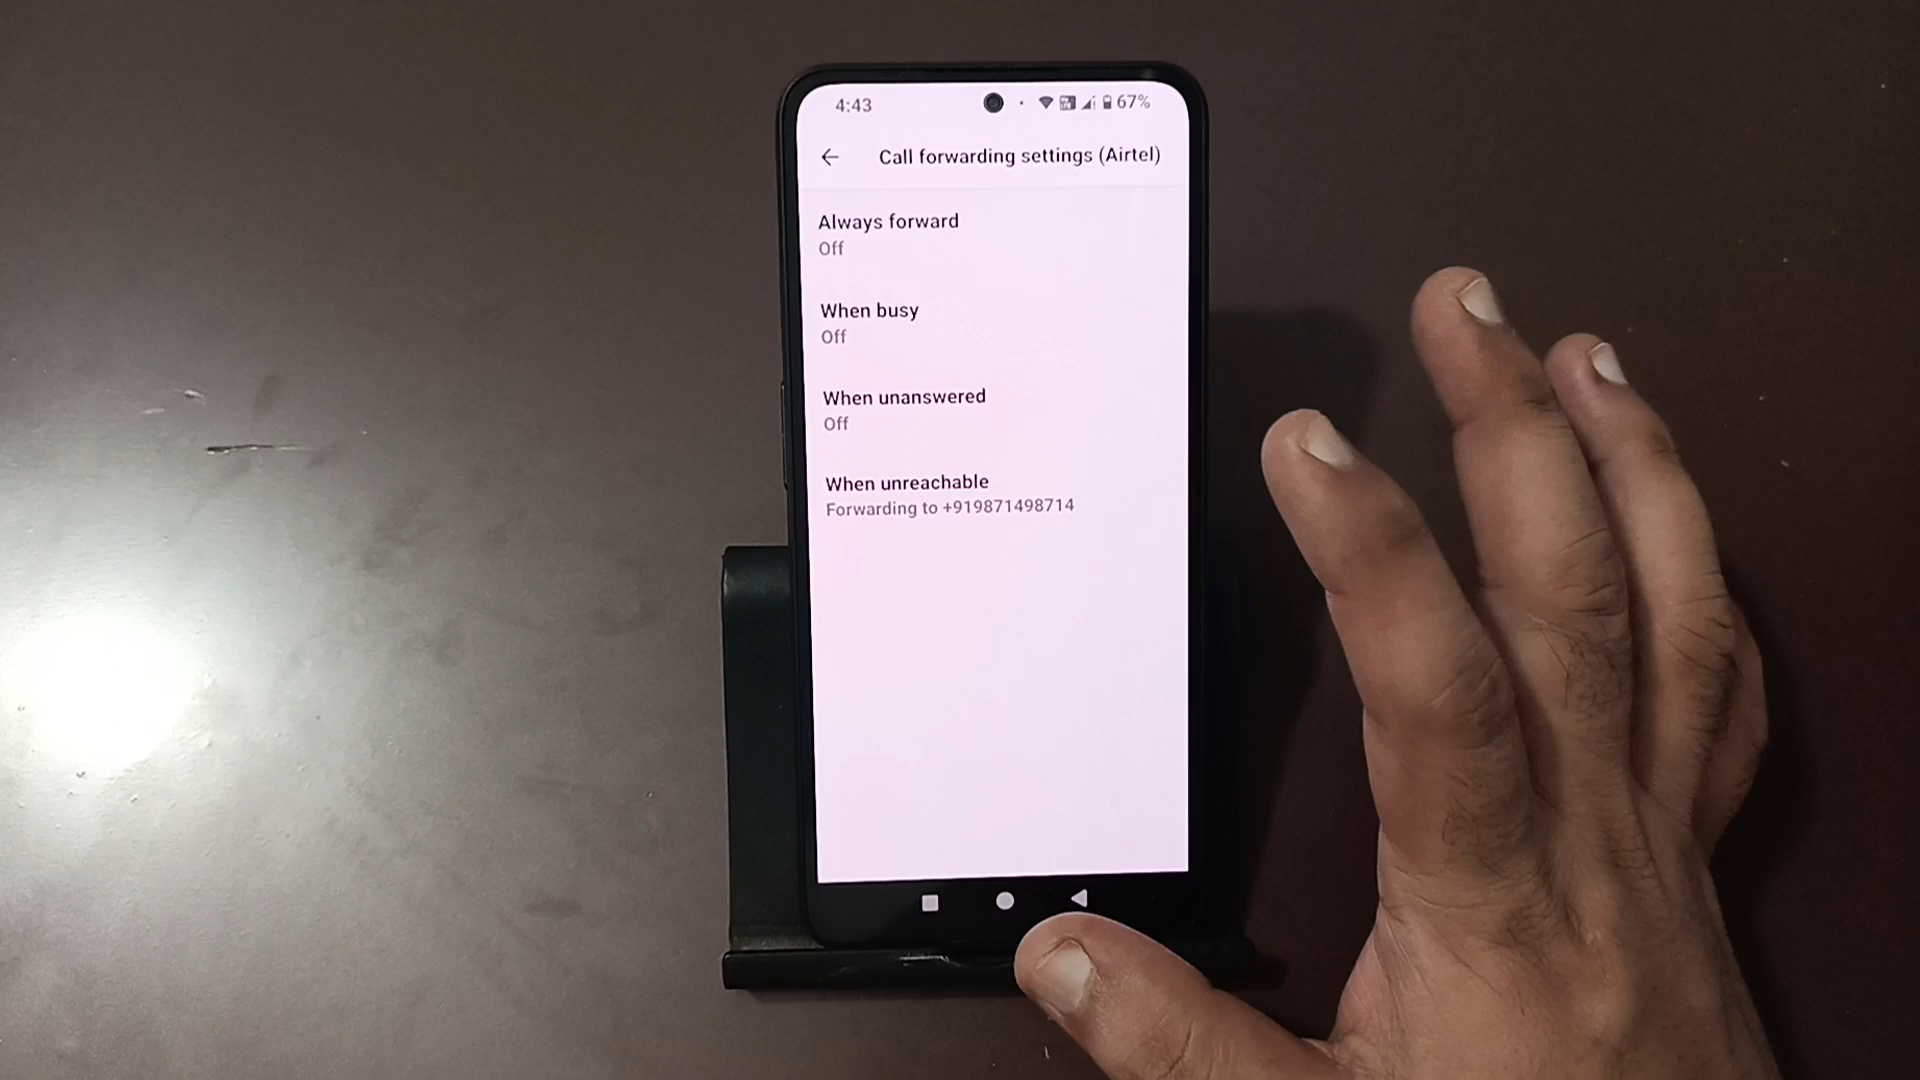 4:43
67%
Call forwarding settings (Airtel)
Always forward
Off
When busy
Off
When unanswered
Off
When unreachable
Forwarding to +919871498714